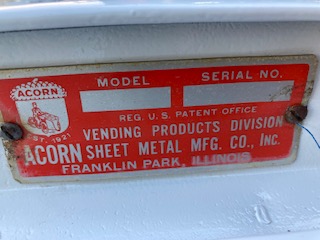 ACORN
EST. 1921
MODEL
SERIAL NO.
REG. U.S. PATENT OFFICE
VENDING PRODUCTS DIVISION
ACORN SHEET METAL MFG. CO., INC.
FRANKLIN PARK, ILLINOIS